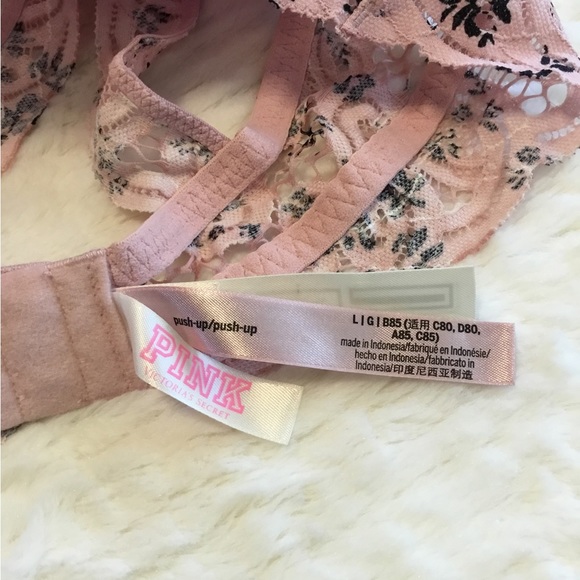 push-up/push-up
PINK
VICTORIA'S SECRET
L | G | B85 (适用 C80, D80,
A85, C85)
made in Indonesia/fabriqué en Indonésie/
hecho en Indonesia/fabbricato in
Indonesia/印度尼西亚制造